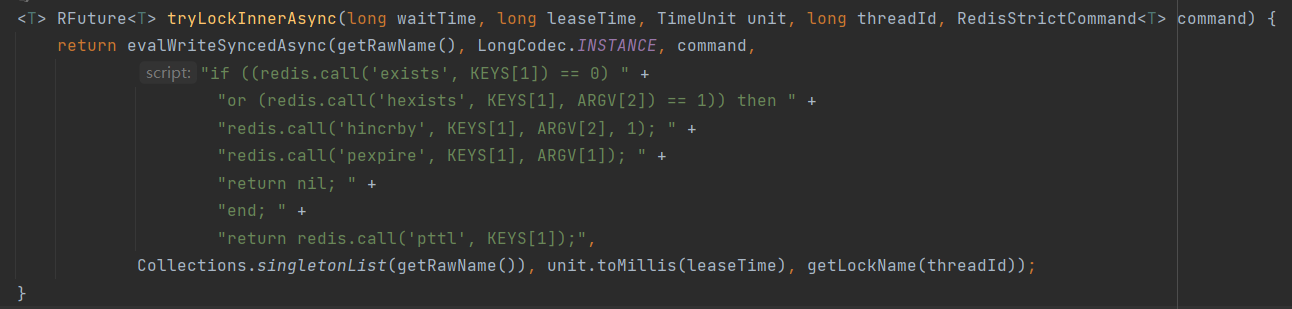 <T> RFuture<T> tryLockInnerAsync(long waitTime, long leaseTime, TimeUnit unit, long threadId, RedisStrictCommand<T> command) {
    return evalWriteSyncedAsync(getRawName(), LongCodec.INSTANCE, command,
            script: "if ((redis.call('exists', KEYS[1]) == 0) " +
                    "or (redis.call('hexists', KEYS[1], ARGV[2]) == 1)) then " +
                    "redis.call('hincrby', KEYS[1], ARGV[2], 1); " +
                    "redis.call('pexpire', KEYS[1], ARGV[1]); " +
                    "return nil; " +
                    "end; " +
                    "return redis.call('pttl', KEYS[1]);",
            Collections.singletonList(getRawName()), unit.toMillis(leaseTime), getLockName(threadId));
}